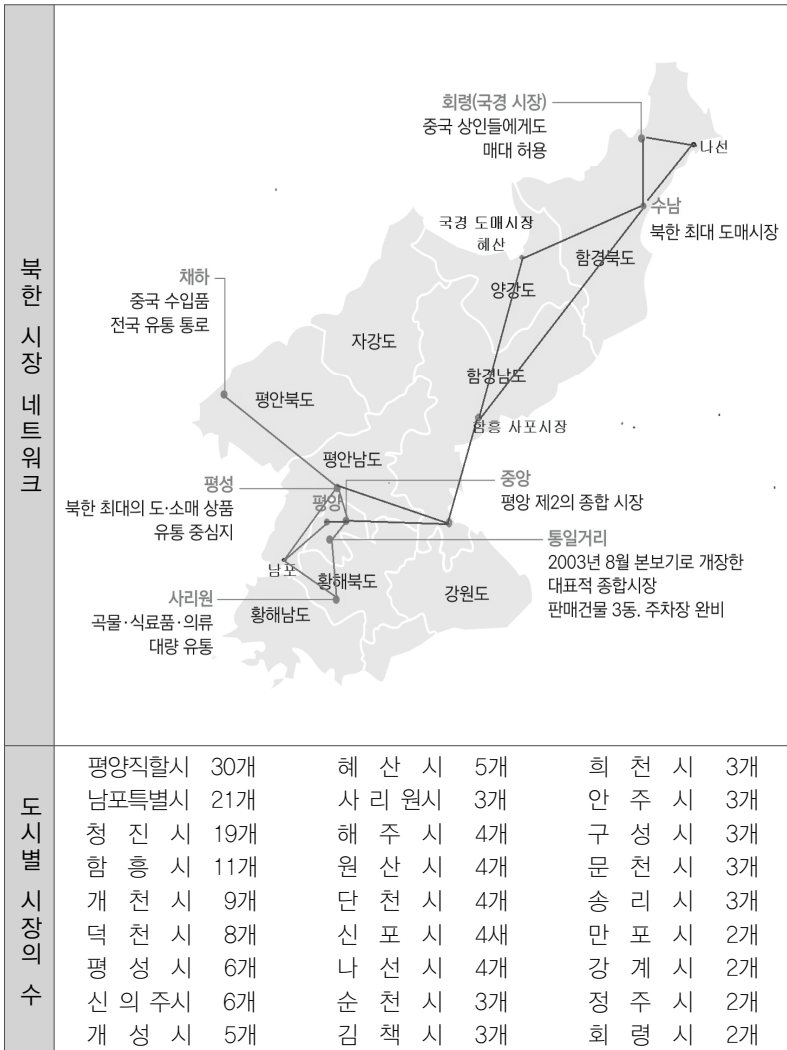 북한 시장 네트워크
회령(국경 시장)
중국 상인들에게도
매대 허용
나선
수남
북한 최대 도매시장
국경 도매시장
혜산
함경북도
양강도
채하
중국 수입품
전국 유통 통로
자강도
함경남도
평안북도
함흥 사포시장
평안남도
평성
북한 최대의 도·소매 상품
유통 중심지
평양
중앙
평양 제2의 종합 시장
통일거리
2003년 8월 본보기로 개장한
대표적 종합시장
판매건물 3동. 주차장 완비
남포
황해북도
강원도
사리원
곡물·식료품·의류
대량 유통
황해남도
도시별 시장의 수
평양직할시 30개 혜 산 시 5개 희 천 시 3개
남포특별시 21개 사 리 원시 3개 안 주 시 3개
청 진 시 19개 해 주 시 4개 구 성 시 3개
함 흥 시 11개 원 산 시 4개 문 천 시 3개
개 천 시 9개 단 천 시 4개 송 리 시 3개
덕 천 시 8개 신 포 시 4새 만 포 시 2개
평 성 시 6개 나 선 시 4개 강 계 시 2개
신 의 주시 6개 순 천 시 3개 정 주 시 2개
개 성 시 5개 김 책 시 3개 회 령 시 2개